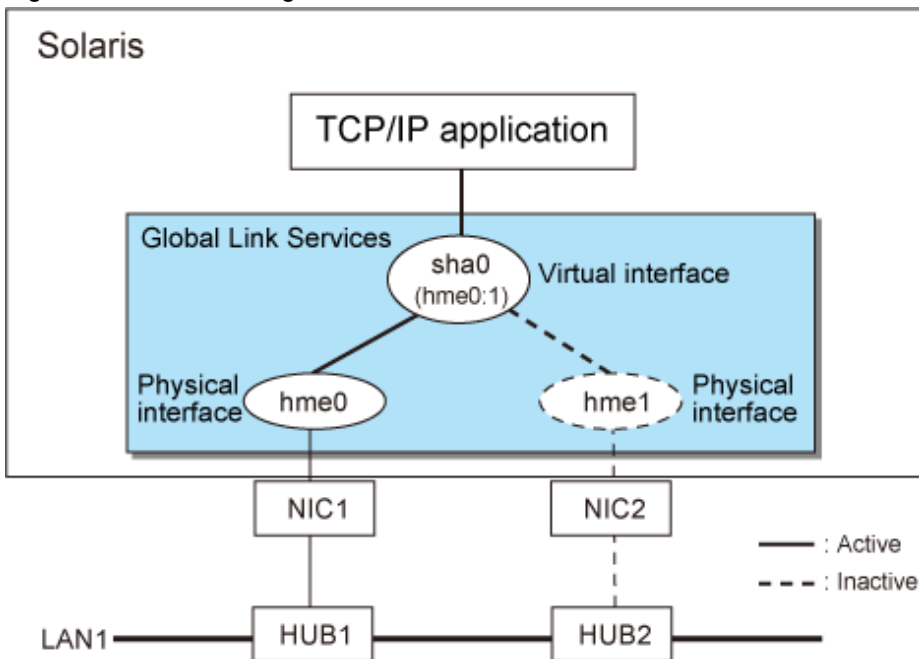 Solaris
TCP/IP application
Global Link Services
sha0
(hme0:1)
Virtual interface
Physical
interface
hme0
hme1
Physical
interface
NIC1
NIC2
: Active
: Inactive
LAN1
HUB1
HUB2